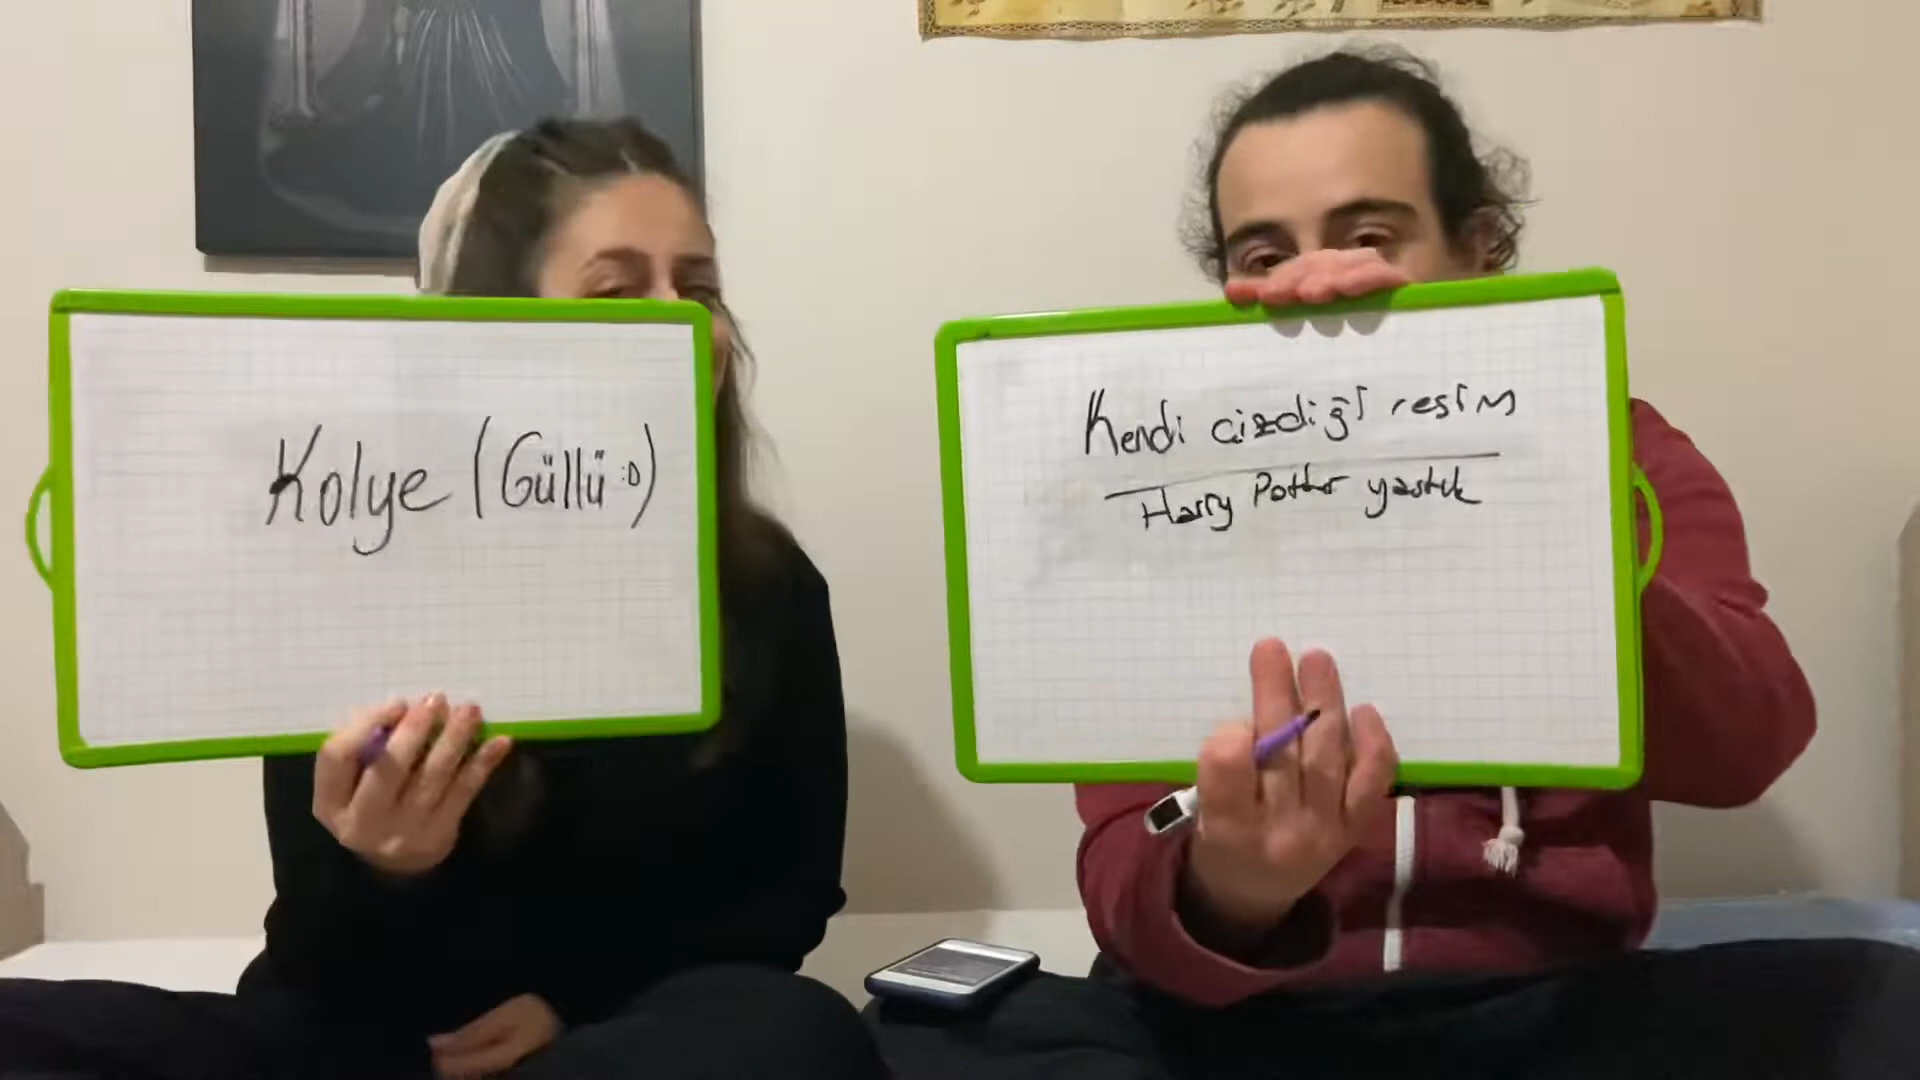 Kolye (Güllü :D)
Kendi çizdiği resim
Harry Potter yastık